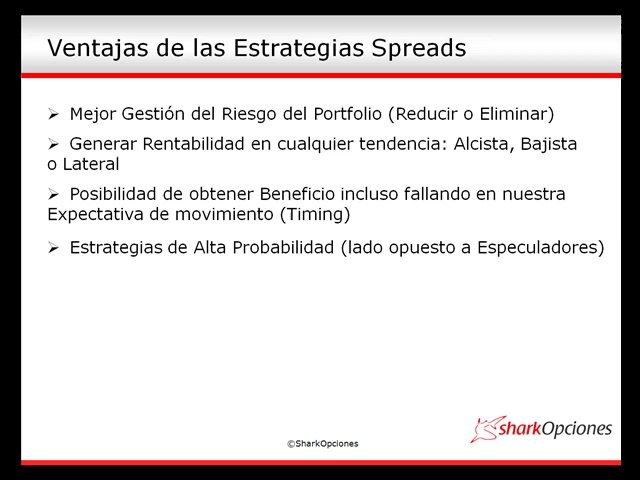 Ventajas de las Estrategias Spreads
➢ Mejor Gestión del Riesgo del Portfolio (Reducir o Eliminar)
➢ Generar Rentabilidad en cualquier tendencia: Alcista, Bajista
o Lateral
➢ Posibilidad de obtener Beneficio incluso fallando en nuestra
Expectativa de movimiento (Timing)
➢ Estrategias de Alta Probabilidad (lado opuesto a Especuladores)
sharkOpciones
©SharkOpciones